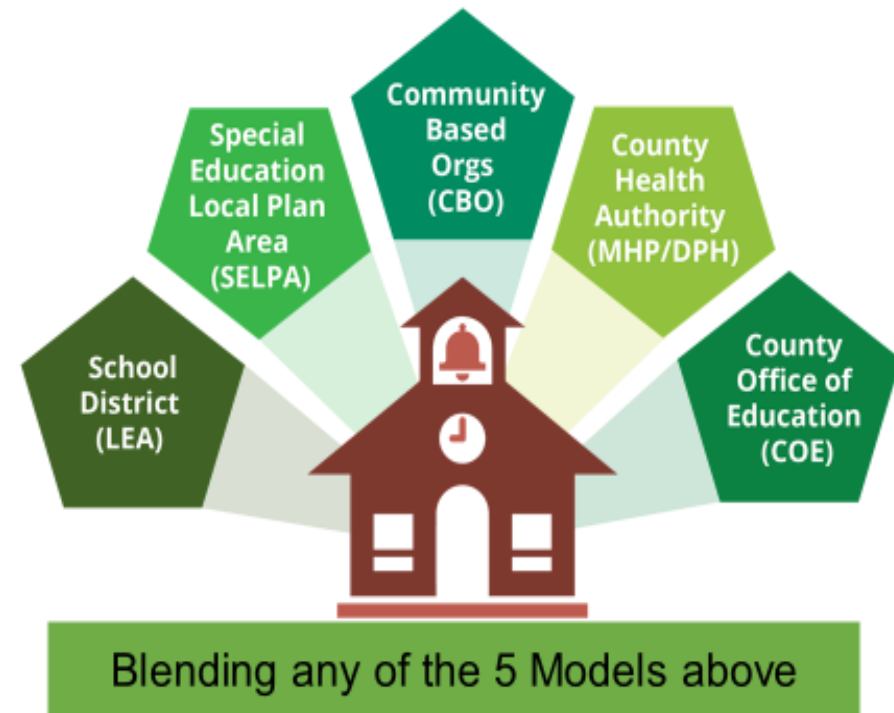 School
District
(LEA)
Special
Education
Local Plan
Area
(SELPA)
Community
Based
Orgs
(CBO)
County
Health
Authority
(MHP/DPH)
County
Office of
Education
(COE)
Blending any of the 5 Models above